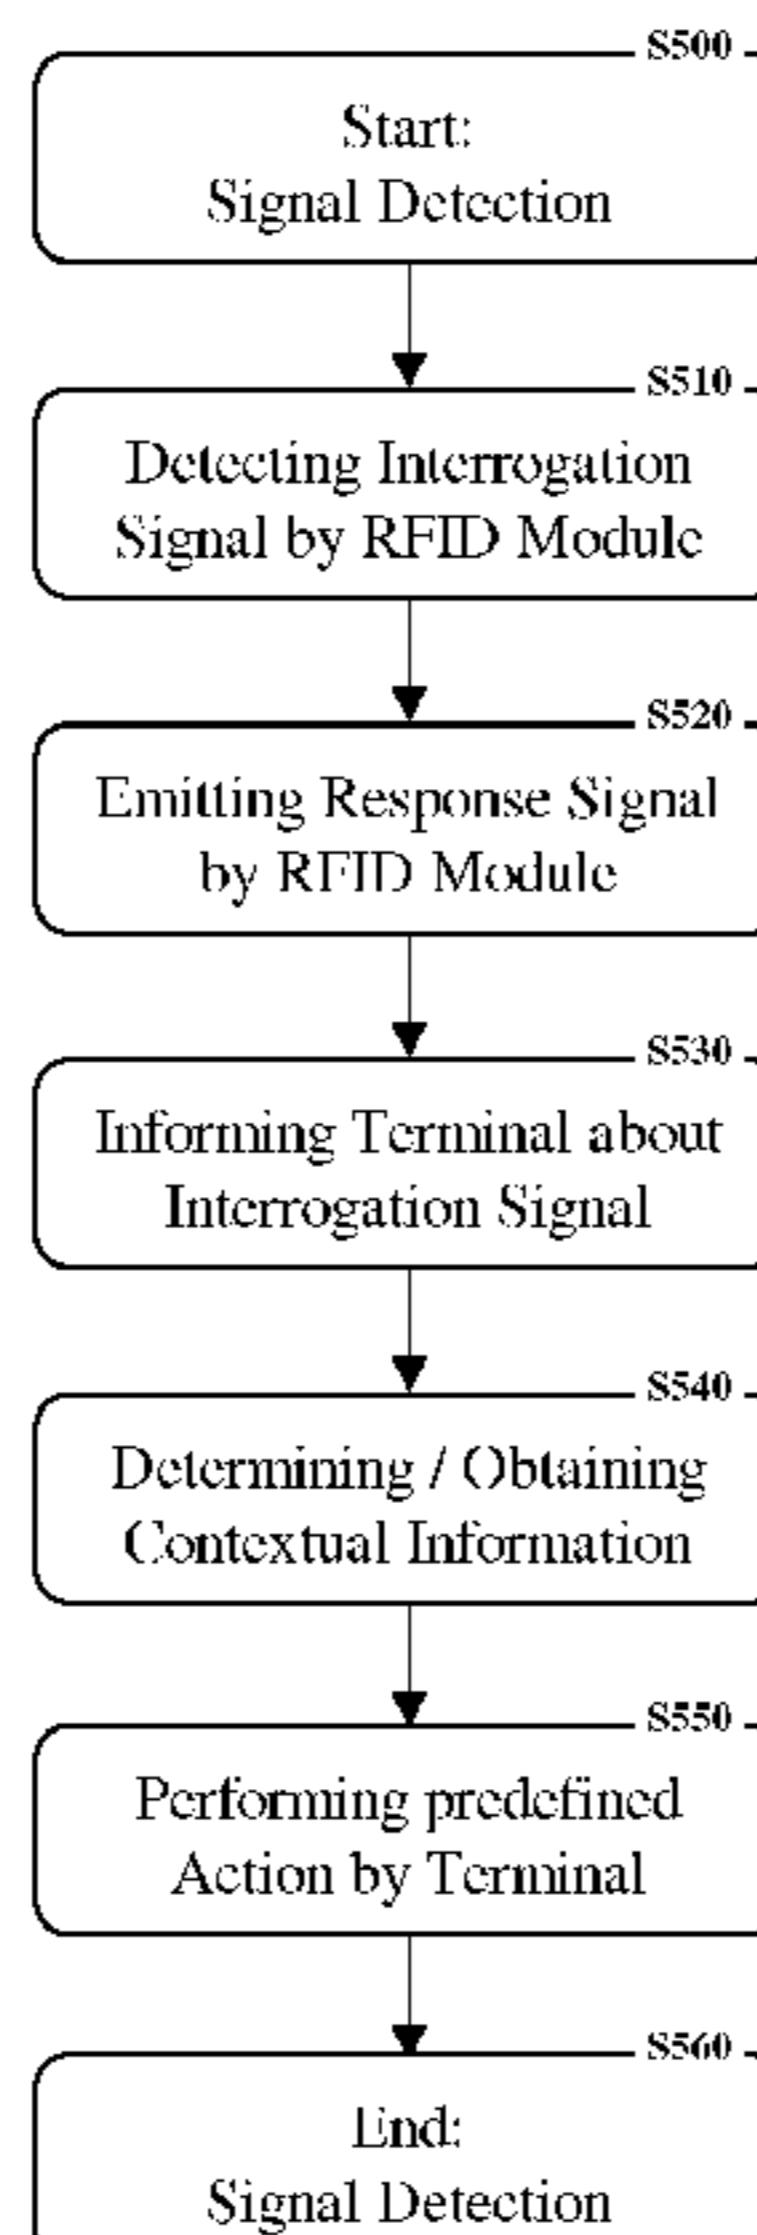 S500
Start:
Signal Detection
S510
Detecting Interrogation
Signal by RFID Module
S520
Emitting Response Signal
by RFID Module
S530
Informing Terminal about
Interrogation Signal
S540
Determining / Obtaining
Contextual Information
S550
Performing predefined
Action by Terminal
S560
End:
Signal Detection